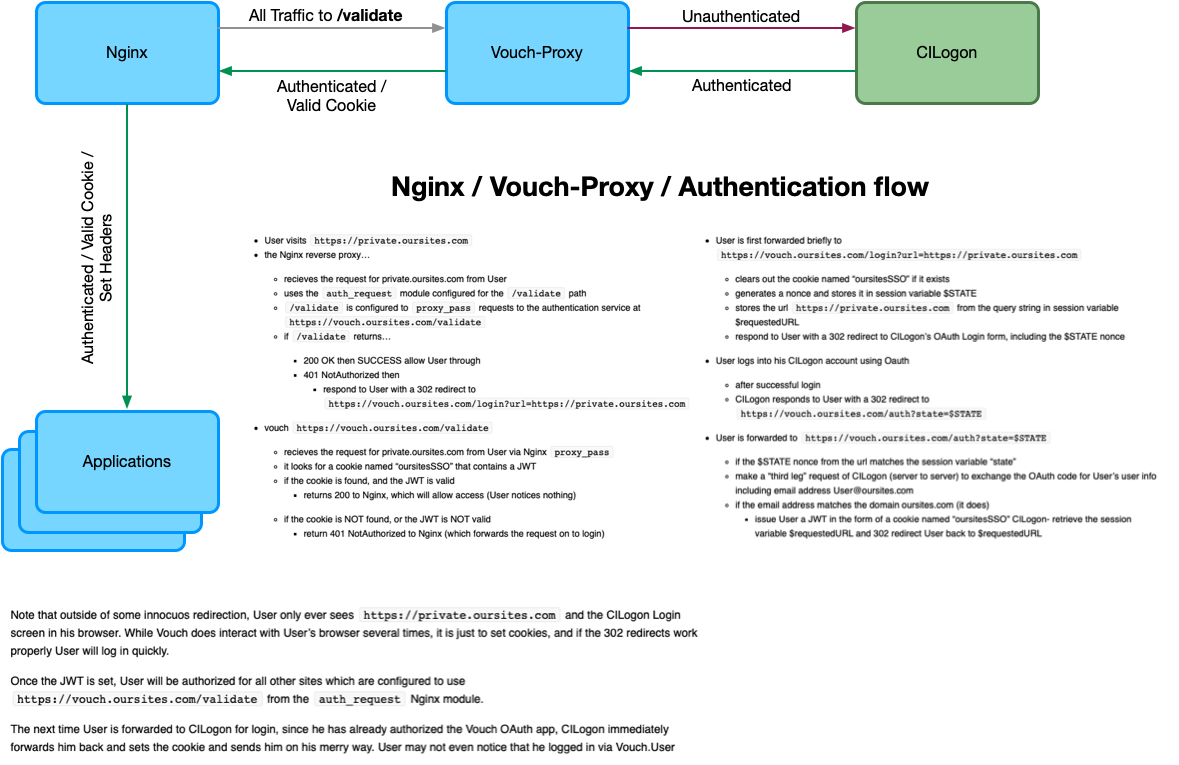 Nginx
All Traffic to /validate
Vouch-Proxy
Unauthenticated
CILogon
Authenticated /
Valid Cookie
Authenticated
Authenticated / Valid Cookie /
Set Headers
Applications
Nginx / Vouch-Proxy / Authentication flow
• User visits https://private.oursites.com
• the Nginx reverse proxy…
◦ recieves the request for private.oursites.com from User
◦ uses the auth_request module configured for the /validate path
◦ /validate is configured to proxy_pass requests to the authentication service at
https://vouch.oursites.com/validate
◦ if /validate returns…
▪ 200 OK then SUCCESS allow User through
▪ 401 NotAuthorized then
▪ respond to User with a 302 redirect to
https://vouch.oursites.com/login?url=https://private.oursites.com
• vouch https://vouch.oursites.com/validate
◦ recieves the request for private.oursites.com from User via Nginx proxy_pass
◦ it looks for a cookie named “oursitesSSO” that contains a JWT
◦ if the cookie is found, and the JWT is valid
▪ returns 200 to Nginx, which will allow access (User notices nothing)
◦ if the cookie is NOT found, or the JWT is NOT valid
▪ return 401 NotAuthorized to Nginx (which forwards the request on to login)
• User is first forwarded briefly to
https://vouch.oursites.com/login?url=https://private.oursites.com
◦ clears out the cookie named “oursitesSSO” if it exists
◦ generates a nonce and stores it in session variable $STATE
◦ stores the url https://private.oursites.com from the query string in session variable
$requestedURL
◦ respond to User with a 302 redirect to CILogon’s OAuth Login form, including the $STATE nonce
• User logs into his CILogon account using Oauth
◦ after successful login
◦ CILogon responds to User with a 302 redirect to
https://vouch.oursites.com/auth?state=$STATE
• User is forwarded to https://vouch.oursites.com/auth?state=$STATE
◦ if the $STATE nonce from the url matches the session variable “state”
◦ make a “third leg” request of CILogon (server to server) to exchange the OAuth code for User’s user info
including email address User@oursites.com
◦ if the email address matches the domain oursites.com (it does)
▪ issue User a JWT in the form of a cookie named “oursitesSSO” CILogon- retrieve the session
variable $requestedURL and 302 redirect User back to $requestedURL
Note that outside of some innocuos redirection, User only ever sees https://private.oursites.com and the CILogon Login
screen in his browser. While Vouch does interact with User’s browser several times, it is just to set cookies, and if the 302 redirects work
properly User will log in quickly.
Once the JWT is set, User will be authorized for all other sites which are configured to use
https://vouch.oursites.com/validate from the auth_request Nginx module.
The next time User is forwarded to CILogon for login, since he has already authorized the Vouch OAuth app, CILogon immediately
forwards him back and sets the cookie and sends him on his merry way. User may not even notice that he logged in via Vouch.User